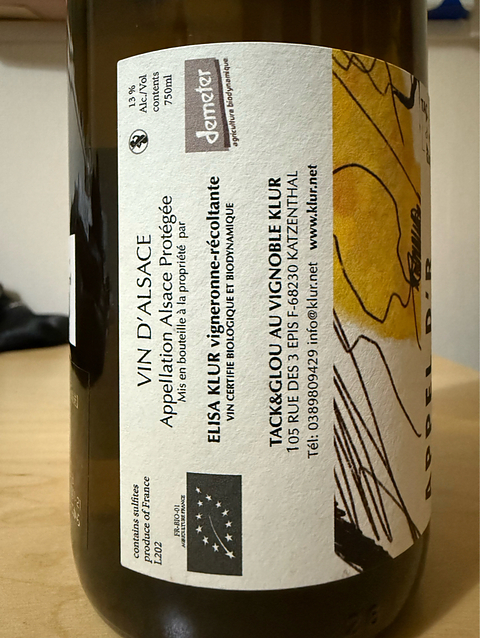 13 %
Alc./Vol
contents
750ml
demeter
agriculture biodynamique
VIN D'ALSACE
Appellation Alsace Protégée
Mis en bouteille à la propriété par
ELISA KLUR vigneronne-récoltante
VIN CERTIFIE BIOLOGIQUE ET BIODYNAMIQUE
TACK&GLOU AU VIGNOBLE KLUR
105 RUE DES 3 EPIS F-68230 KATZENTHAL
Tél: 0389809429 info@klur.net www.klur.net
contains sulfites
produce of France
L202
FR-BIO-01
AGRICULTURE FRANCE